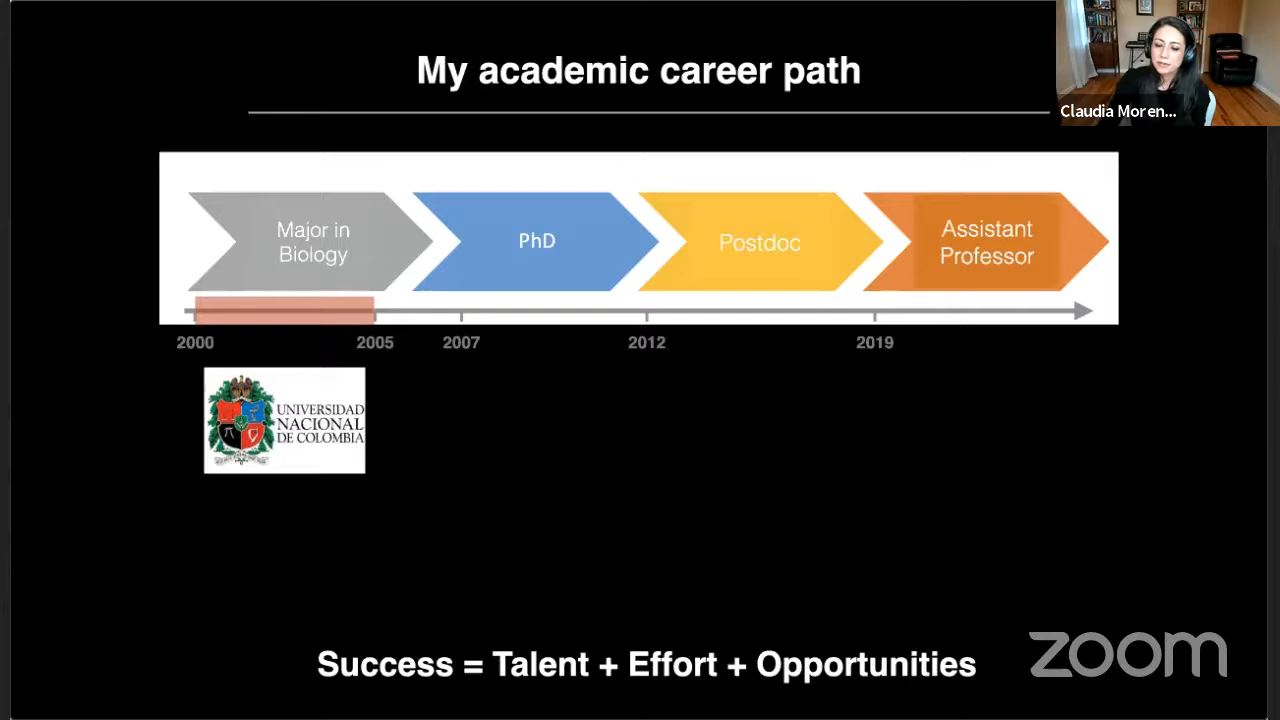 My academic career path
Claudia Moren...
Major in
Biology
PhD
Postdoc
Assistant
Professor
2000
2005
2007
2012
2019
UNIVERSIDAD
NACIONAL
DE COLOMBIA
Success = Talent + Effort + Opportunities
zoom